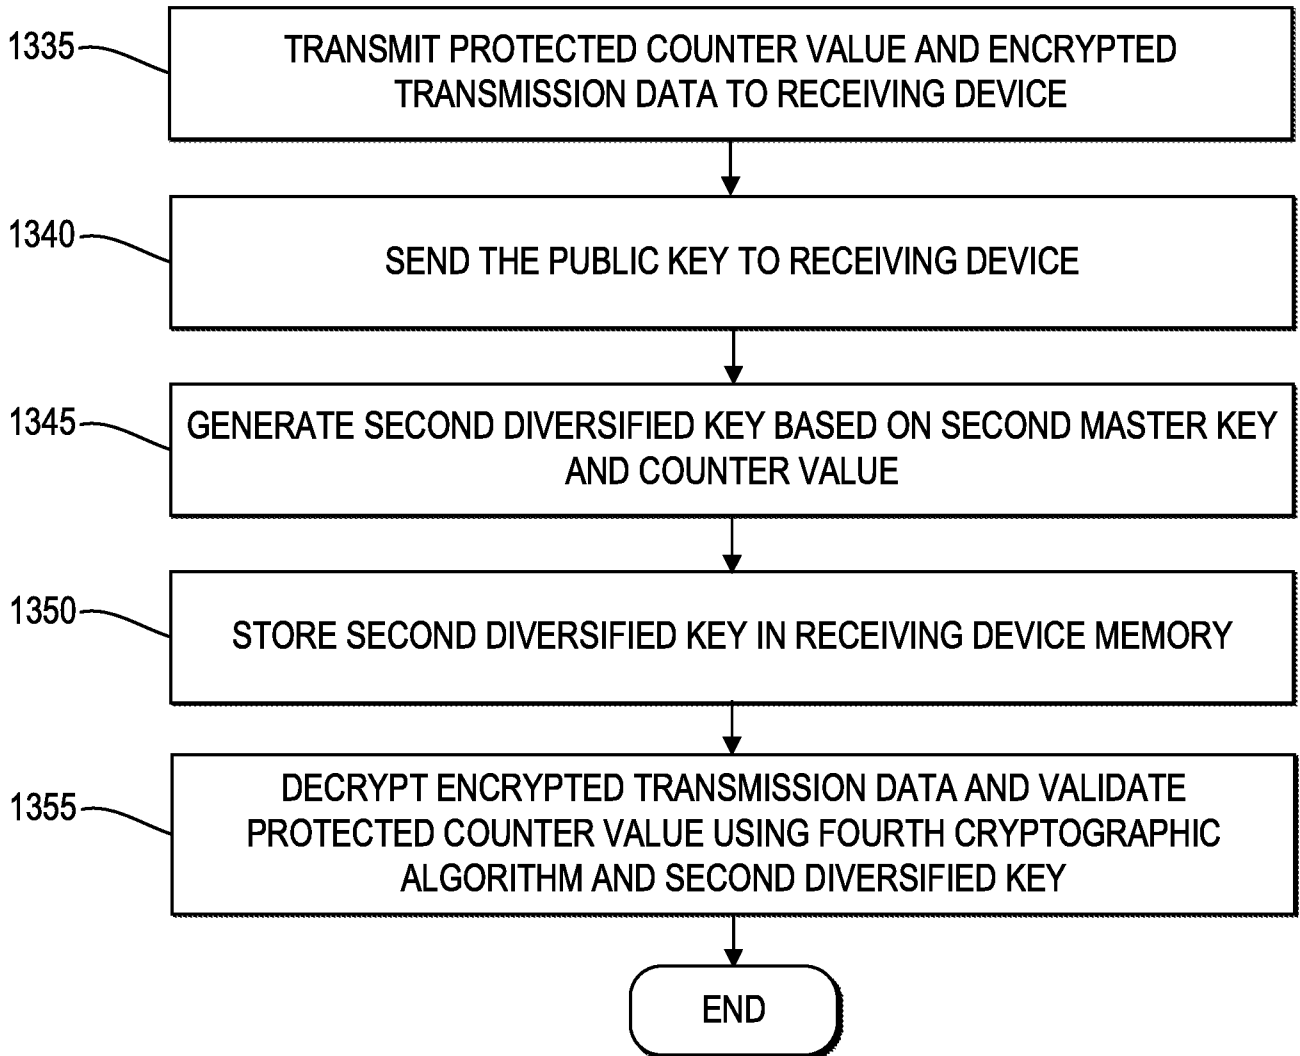 1335
TRANSMIT PROTECTED COUNTER VALUE AND ENCRYPTED
TRANSMISSION DATA TO RECEIVING DEVICE
1340
SEND THE PUBLIC KEY TO RECEIVING DEVICE
1345
GENERATE SECOND DIVERSIFIED KEY BASED ON SECOND MASTER KEY
AND COUNTER VALUE
1350
STORE SECOND DIVERSIFIED KEY IN RECEIVING DEVICE MEMORY
1355
DECRYPT ENCRYPTED TRANSMISSION DATA AND VALIDATE
PROTECTED COUNTER VALUE USING FOURTH CRYPTOGRAPHIC
ALGORITHM AND SECOND DIVERSIFIED KEY
END